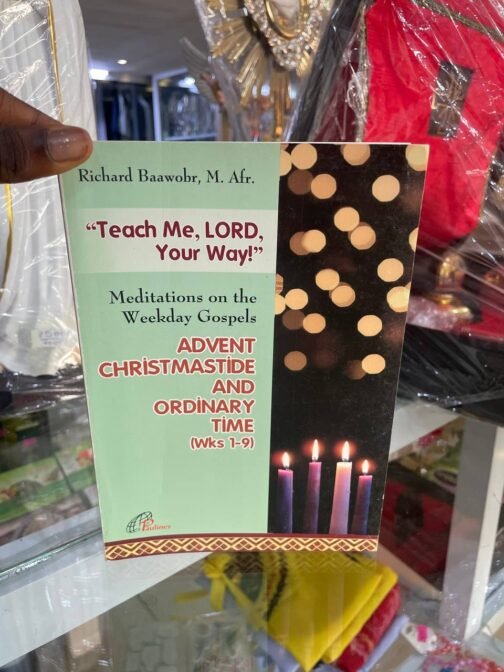 Richard Baawobr, M. Afr.
“Teach Me, LORD,
Your Way!”
Meditations on the
Weekday Gospels
ADVENT
CHRISTMASTIDE
AND
ORDINARY
TIME
(Wks 1-9)
Paulines